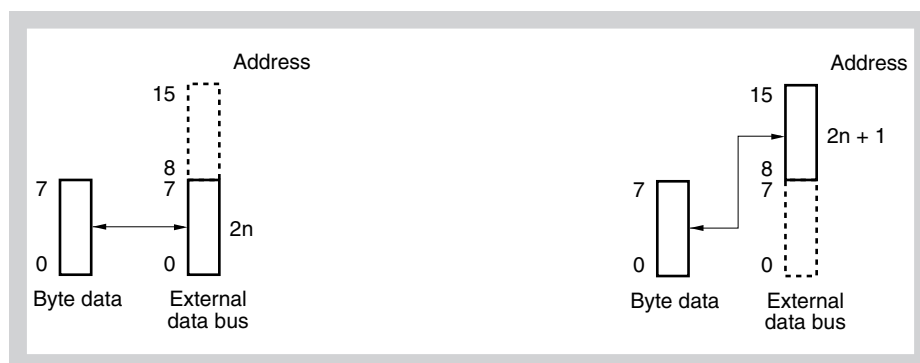 Address
15
8
7
7
2n
0
0
Byte data
External
data bus
Address
15
2n + 1
8
7
7
0
0
Byte data
External
data bus